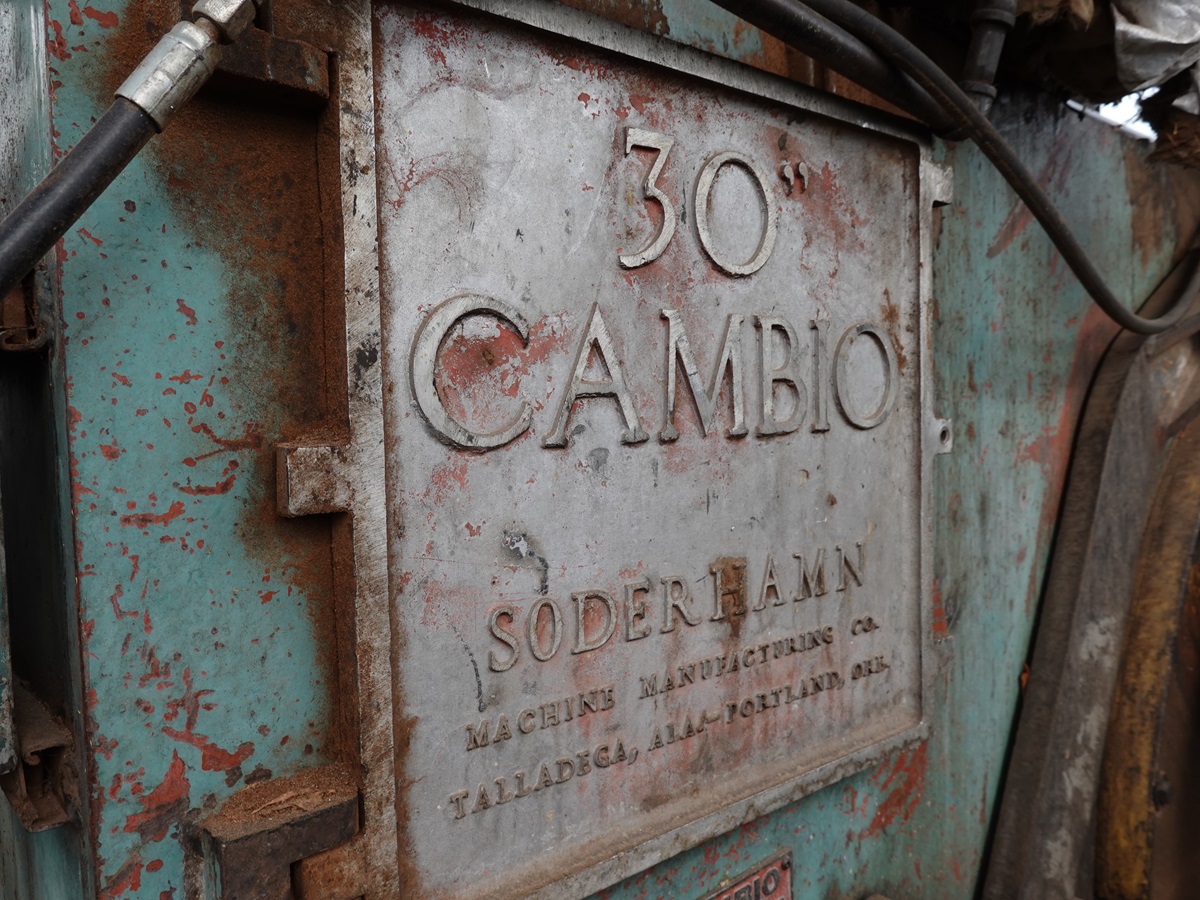 30"
CAMBIO
SODERHAMN
MACHINE MANUFACTURING CO.
TALLADEGA, ALA.-PORTLAND, ORE.